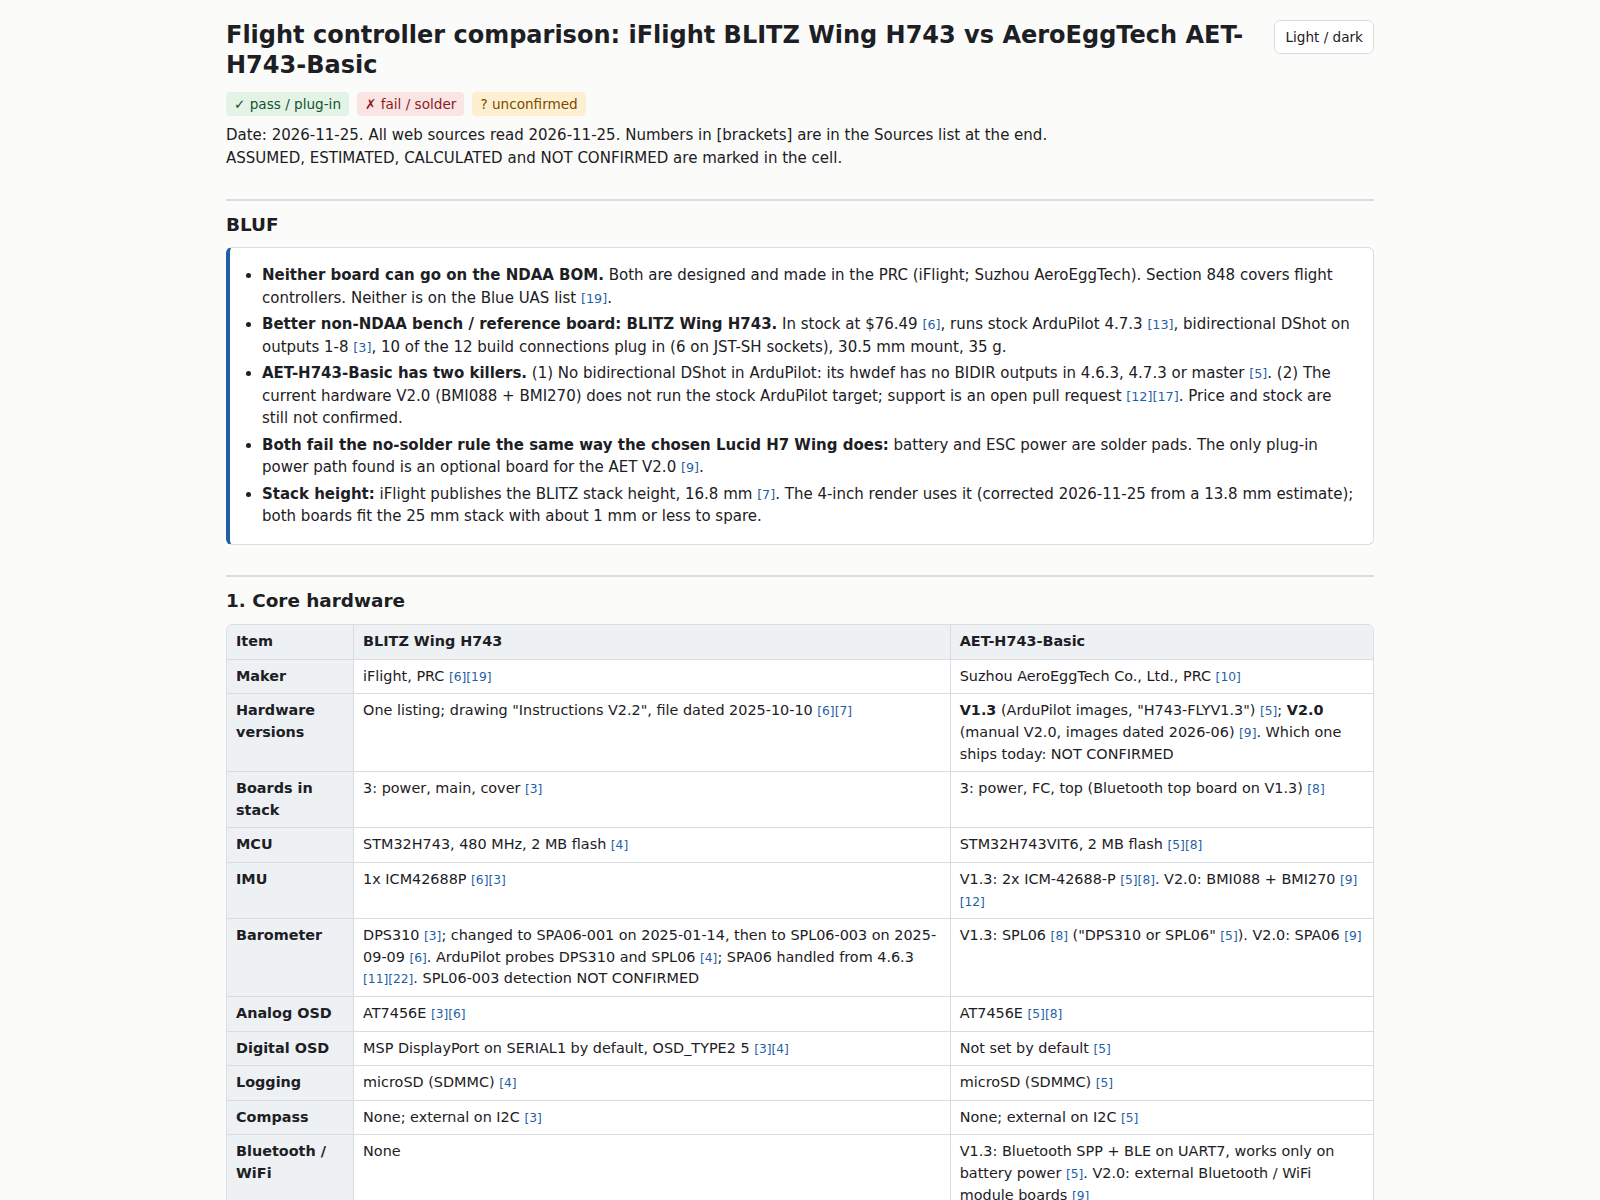 Flight controller comparison: iFlight BLITZ Wing H743 vs AeroEggTech AET-
H743-Basic
Light / dark
✓ pass / plug-in ✗ fail / solder ? unconfirmed
Date: 2026-11-25. All web sources read 2026-11-25. Numbers in [brackets] are in the Sources list at the end.
ASSUMED, ESTIMATED, CALCULATED and NOT CONFIRMED are marked in the cell.
BLUF
• Neither board can go on the NDAA BOM. Both are designed and made in the PRC (iFlight; Suzhou AeroEggTech). Section 848 covers flight
controllers. Neither is on the Blue UAS list [19].
• Better non-NDAA bench / reference board: BLITZ Wing H743. In stock at $76.49 [6], runs stock ArduPilot 4.7.3 [13], bidirectional DShot on
outputs 1-8 [3], 10 of the 12 build connections plug in (6 on JST-SH sockets), 30.5 mm mount, 35 g.
• AET-H743-Basic has two killers. (1) No bidirectional DShot in ArduPilot: its hwdef has no BIDIR outputs in 4.6.3, 4.7.3 or master [5]. (2) The
current hardware V2.0 (BMI088 + BMI270) does not run the stock ArduPilot target; support is an open pull request [12][17]. Price and stock are
still not confirmed.
• Both fail the no-solder rule the same way the chosen Lucid H7 Wing does: battery and ESC power are solder pads. The only plug-in
power path found is an optional board for the AET V2.0 [9].
• Stack height: iFlight publishes the BLITZ stack height, 16.8 mm [7]. The 4-inch render uses it (corrected 2026-11-25 from a 13.8 mm estimate);
both boards fit the 25 mm stack with about 1 mm or less to spare.
1. Core hardware
Item BLITZ Wing H743 AET-H743-Basic
Maker iFlight, PRC [6][19] Suzhou AeroEggTech Co., Ltd., PRC [10]
Hardware
versions
One listing; drawing "Instructions V2.2", file dated 2025-10-10 [6][7]
V1.3 (ArduPilot images, "H743-FLYV1.3") [5]; V2.0
(manual V2.0, images dated 2026-06) [9]. Which one
ships today: NOT CONFIRMED
Boards in
stack
3: power, main, cover [3]
3: power, FC, top (Bluetooth top board on V1.3) [8]
MCU STM32H743, 480 MHz, 2 MB flash [4] STM32H743VIT6, 2 MB flash [5][8]
IMU 1x ICM42688P [6][3]
V1.3: 2x ICM-42688-P [5][8]. V2.0: BMI088 + BMI270 [9]
[12]
Barometer
DPS310 [3]; changed to SPA06-001 on 2025-01-14, then to SPL06-003 on 2025-
09-09 [6]. ArduPilot probes DPS310 and SPL06 [4]; SPA06 handled from 4.6.3
[11][22]. SPL06-003 detection NOT CONFIRMED
V1.3: SPL06 [8] ("DPS310 or SPL06" [5]). V2.0: SPA06 [9]
Analog OSD AT7456E [3][6] AT7456E [5][8]
Digital OSD MSP DisplayPort on SERIAL1 by default, OSD_TYPE2 5 [3][4] Not set by default [5]
Logging microSD (SDMMC) [4] microSD (SDMMC) [5]
Compass None; external on I2C [3] None; external on I2C [5]
Bluetooth /
WiFi
None
V1.3: Bluetooth SPP + BLE on UART7, works only on
battery power [5]. V2.0: external Bluetooth / WiFi
module boards [9]